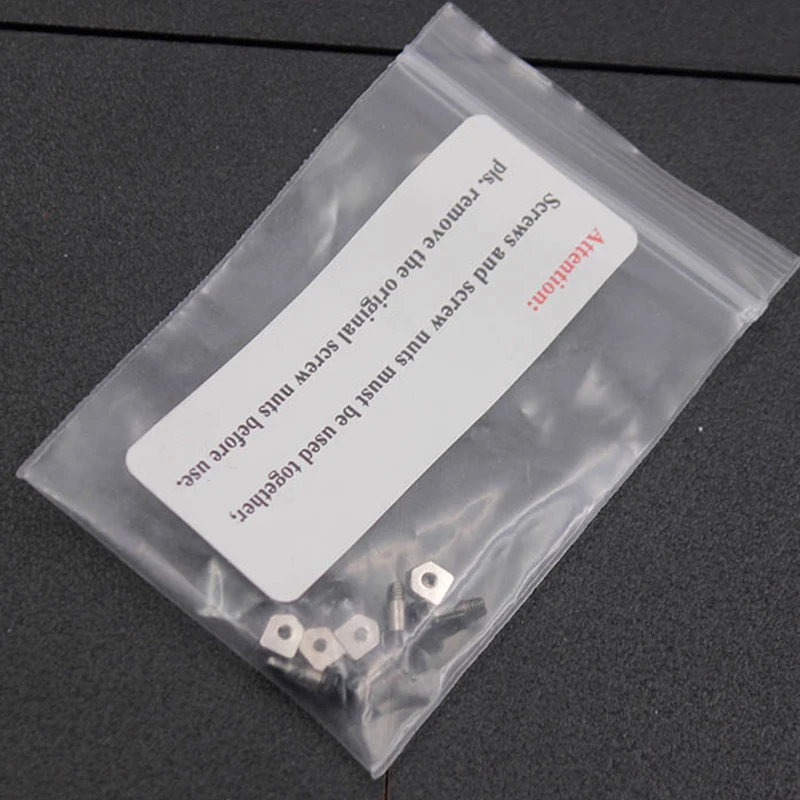 Attention:
Screws and screw nuts must be used together,
pls. remove the original screw nuts before use.